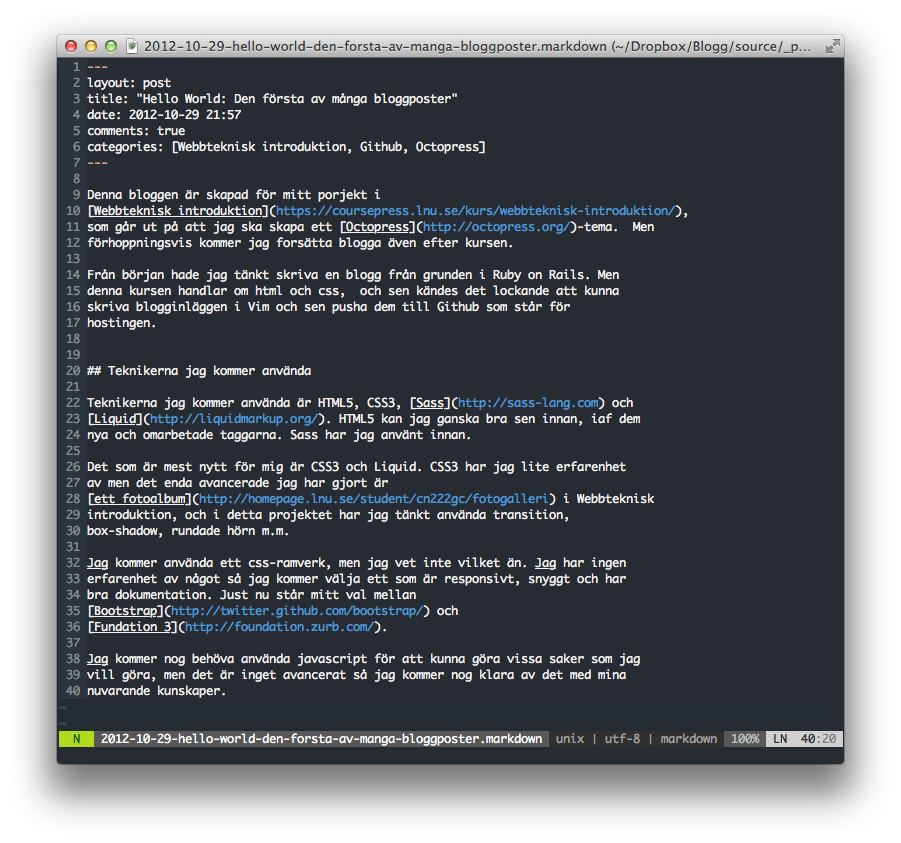 2012-10-29-hello-world-den-forsta-av-manga-bloggposter.markdown (~/Dropbox/Blogg/source/_p...
1 ---
2 layout: post
3 title: "Hello World: Den första av många bloggposter"
4 date: 2012-10-29 21:57
5 comments: true
6 categories: [Webbteknisk introduktion, Github, Octopress]
7 ---
8
9 Denna bloggen är skapad för mitt porjekt i
10 [Webbteknisk introduktion](https://coursepress.lnu.se/kurs/webbteknisk-introduktion/),
11 som går ut på att jag ska skapa ett [Octopress](http://octopress.org/)-tema.  Men
12 förhoppningsvis kommer jag forsätta blogga även efter kursen.
13
14 Från början hade jag tänkt skriva en blogg från grunden i Ruby on Rails. Men
15 denna kursen handlar om html och css,  och sen kändes det lockande att kunna
16 skriva blogginläggen i Vim och sen pusha dem till Github som står för
17 hostingen.
18
19
20 ## Teknikerna jag kommer använda
21
22 Teknikerna jag kommer använda är HTML5, CSS3, [Sass](http://sass-lang.com) och
23 [Liquid](http://liquidmarkup.org/). HTML5 kan jag ganska bra sen innan, iaf dem
24 nya och omarbetade taggarna. Sass har jag använt innan.
25
26 Det som är mest nytt för mig är CSS3 och Liquid. CSS3 har jag lite erfarenhet
27 av men det enda avancerade jag har gjort är
28 [ett fotoalbum](http://homepage.lnu.se/student/cn222gc/fotogalleri) i Webbteknisk
29 introduktion, och i detta projektet har jag tänkt använda transition,
30 box-shadow, rundade hörn m.m.
31
32 Jag kommer använda ett css-ramverk, men jag vet inte vilket än. Jag har ingen
33 erfarenhet av något så jag kommer välja ett som är responsivt, snyggt och har
34 bra dokumentation. Just nu står mitt val mellan
35 [Bootstrap](http://twitter.github.com/bootstrap/) och
36 [Fundation 3](http://foundation.zurb.com/).
37
38 Jag kommer nog behöva använda javascript för att kunna göra vissa saker som jag
39 vill göra, men det är inget avancerat så jag kommer nog klara av det med mina
40 nuvarande kunskaper.
~
~
N 2012-10-29-hello-world-den-forsta-av-manga-bloggposter.markdown unix | utf-8 | markdown 100% LN 40:20